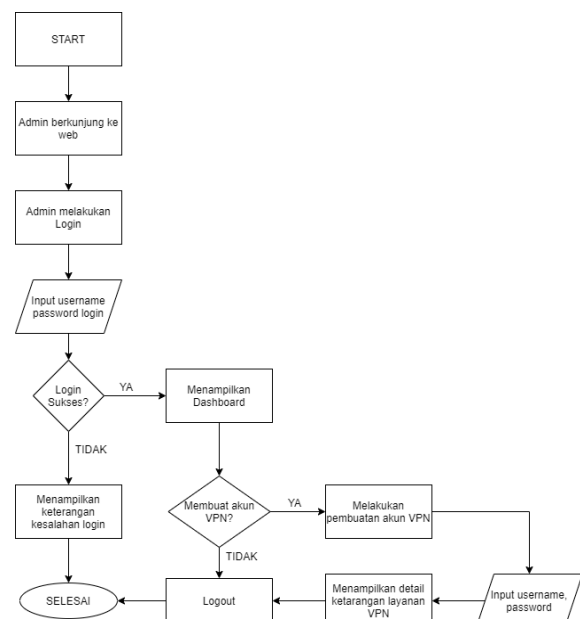 START
Admin berkunjung ke
web
Admin melakukan
Login
Input username
password login
Login
Sukses?
YA
Menampilkan
Dashboard
TIDAK
Menampilkan
keterangan
kesalahan login
Membuat akun
VPN?
YA
Melakukan
pembuatan akun VPN
TIDAK
SELESAI
Logout
Menampilkan detail
ketarangan layanan
VPN
Input username,
password